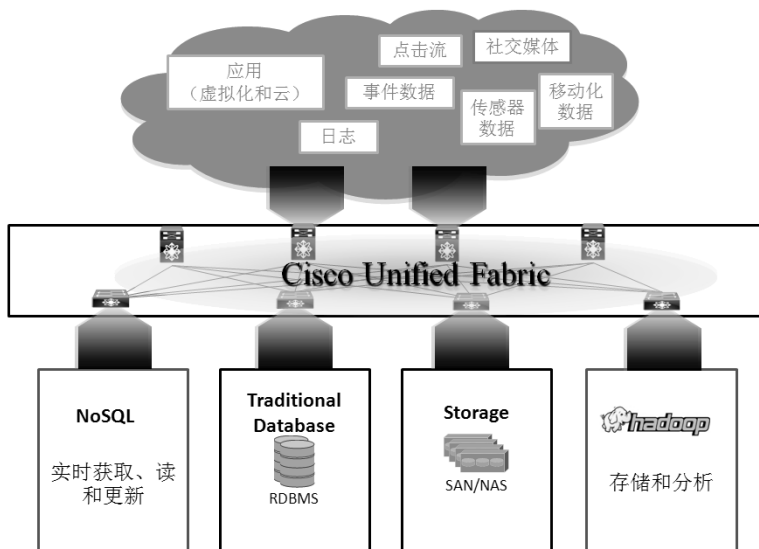 点击流
社交媒体
应用
（虚拟化和云）
事件数据
传感器
数据
移动化
数据
日志
Cisco Unified Fabric
NoSQL
实时获取、读
和更新
Traditional
Database
RDBMS
Storage
SAN/NAS
hadoop
存储和分析